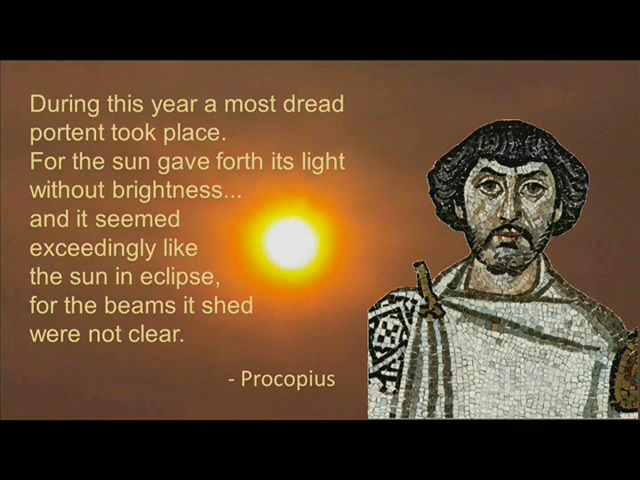 During this year a most dread
portent took place.
For the sun gave forth its light
without brightness...
and it seemed
exceedingly like
the sun in eclipse,
for the beams it shed
were not clear.
- Procopius